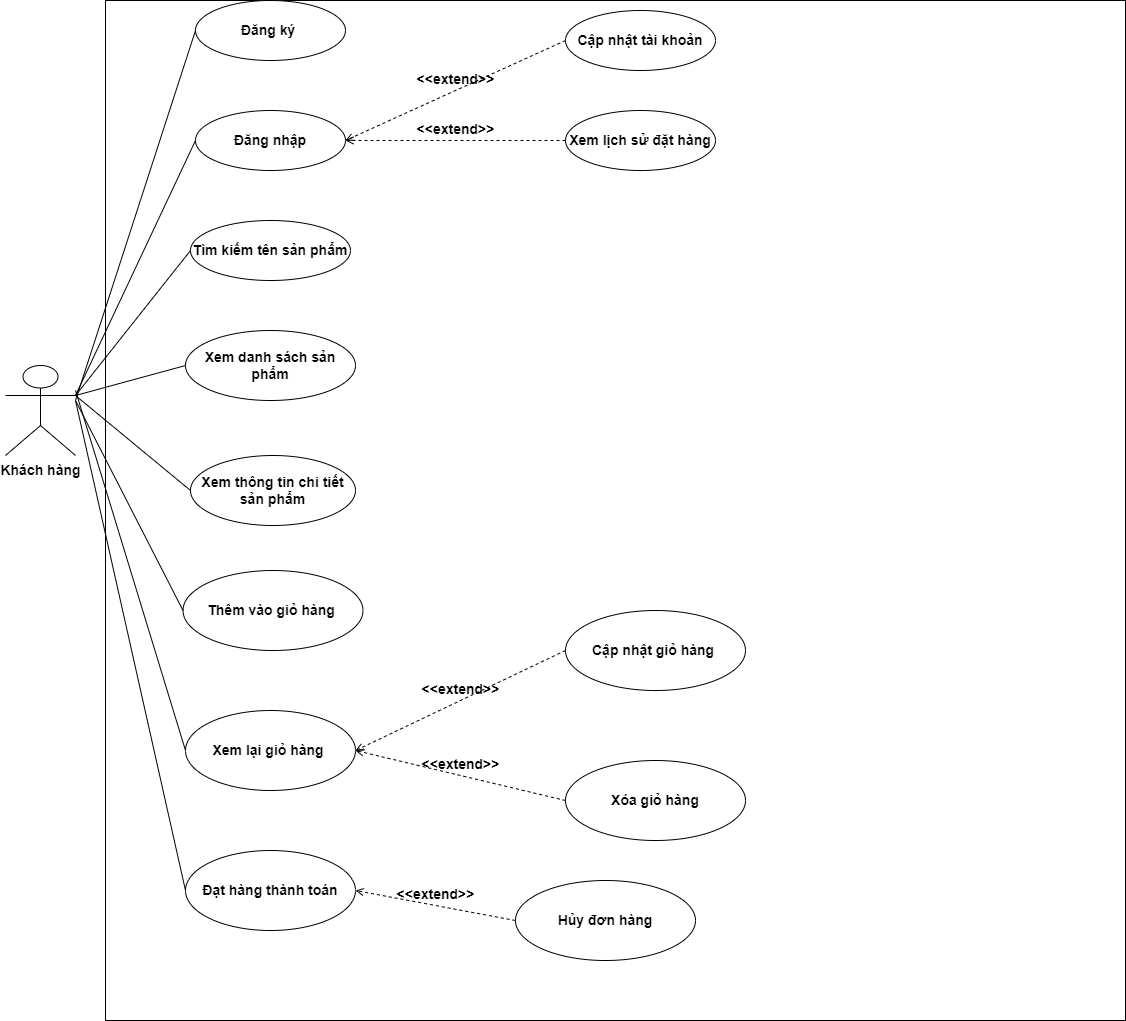 Đăng ký
Cập nhật tài khoản
<<extend>>
Đăng nhập
<<extend>>
Xem lịch sử đặt hàng
Tìm kiếm tên sản phẩm
Xem danh sách sản
phẩm
Khách hàng
Xem thông tin chi tiết
sản phẩm
Thêm vào giỏ hàng
Cập nhật giỏ hàng
<<extend>>
Xem lại giỏ hàng
<<extend>>
Xóa giỏ hàng
Đạt hàng thành toán
<<extend>>
Hủy đơn hàng